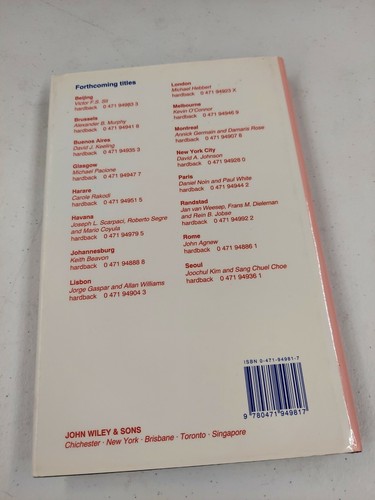 Forthcoming titles
Beijing
Victor F.S. Sit
hardback 0 471 94983 5
Brussels
Alexander B. Murphy
hardback 0 471 94941 8
Buenos Aires
David J. Keeling
hardback 0 471 94935 3
Glasgow
Michael Pacione
hardback 0 471 94947 7
Harare
Carole Rakodi
hardback 0 471 94951 5
Havana
Joseph L. Scarpaci, Roberto Segre
and Mario Coyula
hardback 0 471 94979 5
Johannesburg
Keith Beavon
hardback 0 471 94888 8
Lisbon
Jorge Gaspar and Allan Williams
hardback 0 471 94904 3
London
Michael Hebbert
hardback 0 471 94903 X
Melbourne
Kevin O'Connor
hardback 0 471 94946 9
Montreal
Annick Germain and Damaris Rose
hardback 0 471 94907 8
New York City
David A. Johnson
hardback 0 471 94938 0
Paris
Daniel Noin and Paul White
hardback 0 471 94944 2
Randstad
Jan van Weesep, Frans M. Dieleman
and Rein B. Jobse
hardback 0 471 94992 2
Rome
John Agnew
hardback 0 471 94886 1
Seoul
Joochul Kim and Sang Chuel Choe
hardback 0 471 94936 1
ISBN 0-471-94981-7
9 780471 949817
JOHN WILEY & SONS
Chichester · New York · Brisbane · Toronto · Singapore